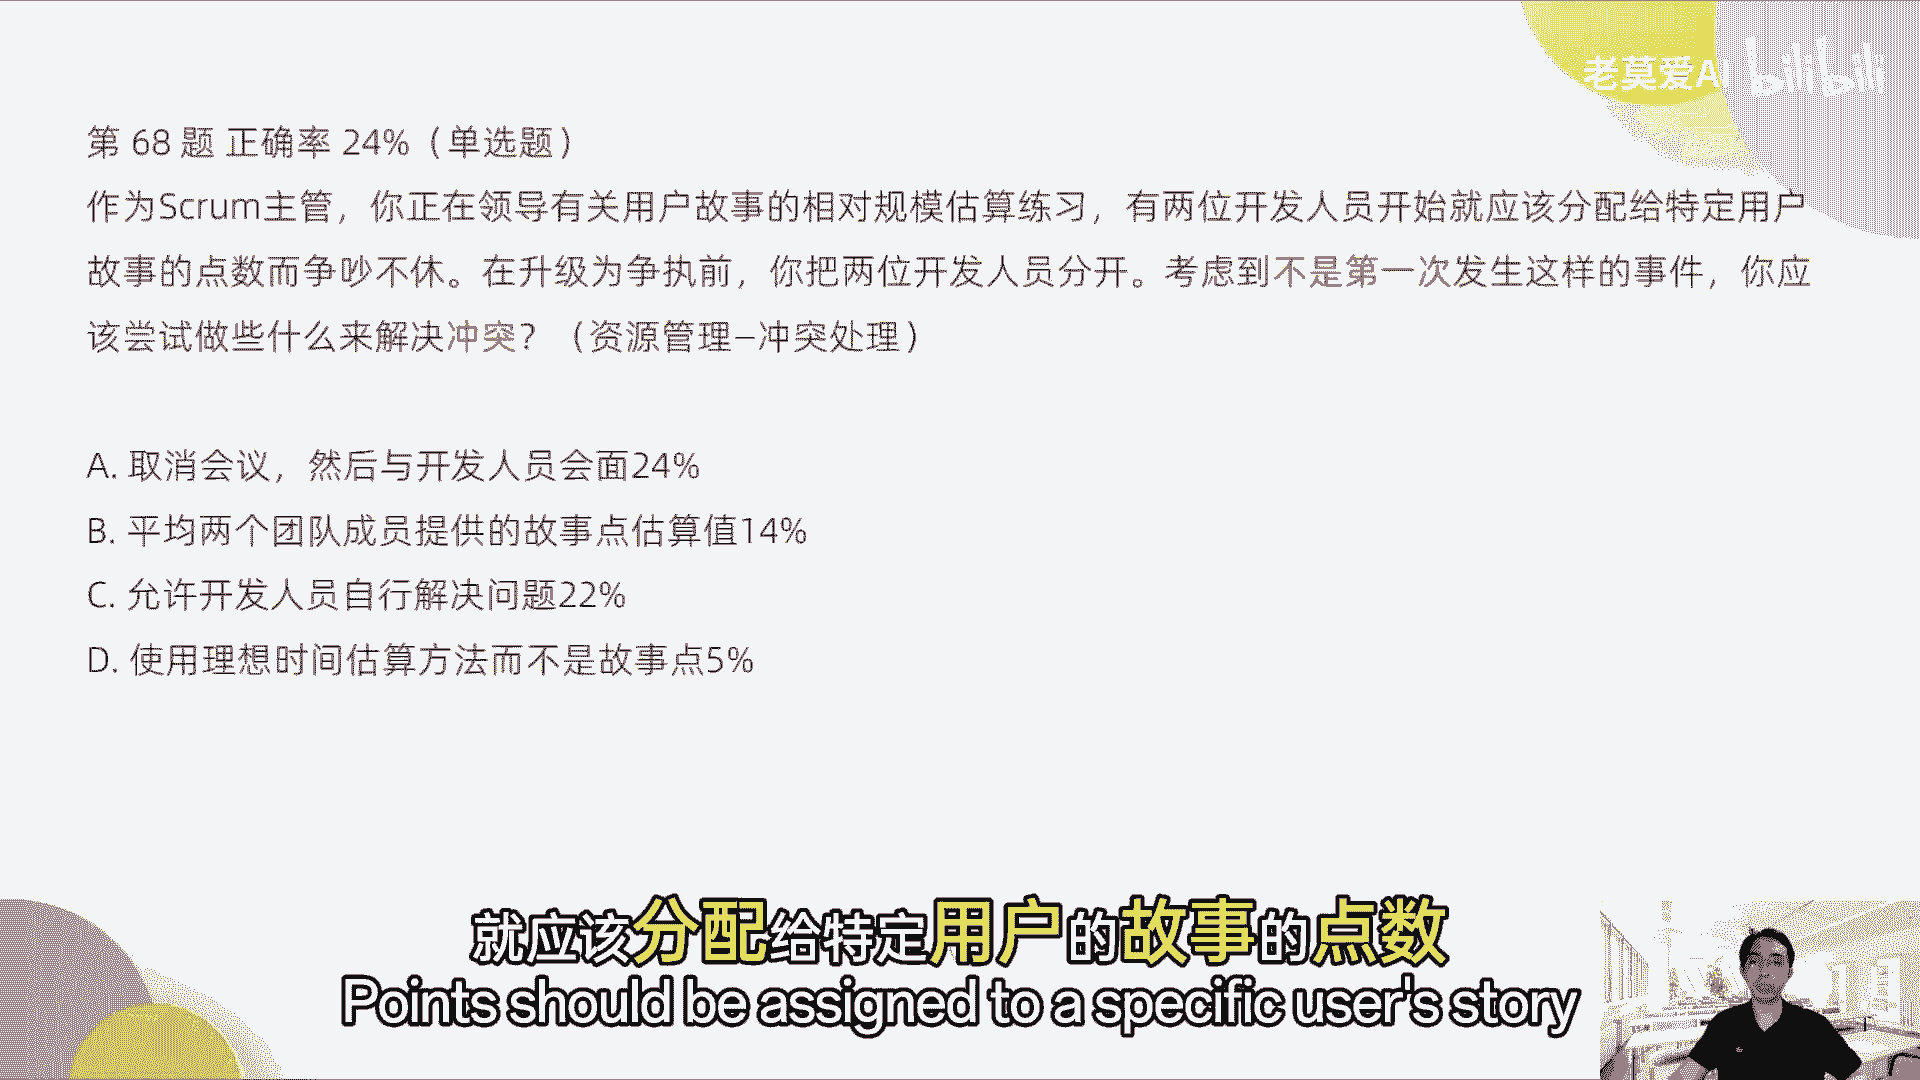 老莫爱AI bilibili
第 68 题 正确率 24%（单选题）
作为Scrum主管，你正在领导有关用户故事的相对规模估算练习，有两位开发人员开始就应该分配给特定用户
故事的点数而争吵不休。在升级为争执前，你把两位开发人员分开。考虑到不是第一次发生这样的事件，你应
该尝试做些什么来解决冲突？（资源管理–冲突处理）
A. 取消会议，然后与开发人员会面24%
B. 平均两个团队成员提供的故事点估算值14%
C. 允许开发人员自行解决问题22%
D. 使用理想时间估算方法而不是故事点5%
就应该分配给特定用户的故事的点数
Points should be assigned to a specific user's story